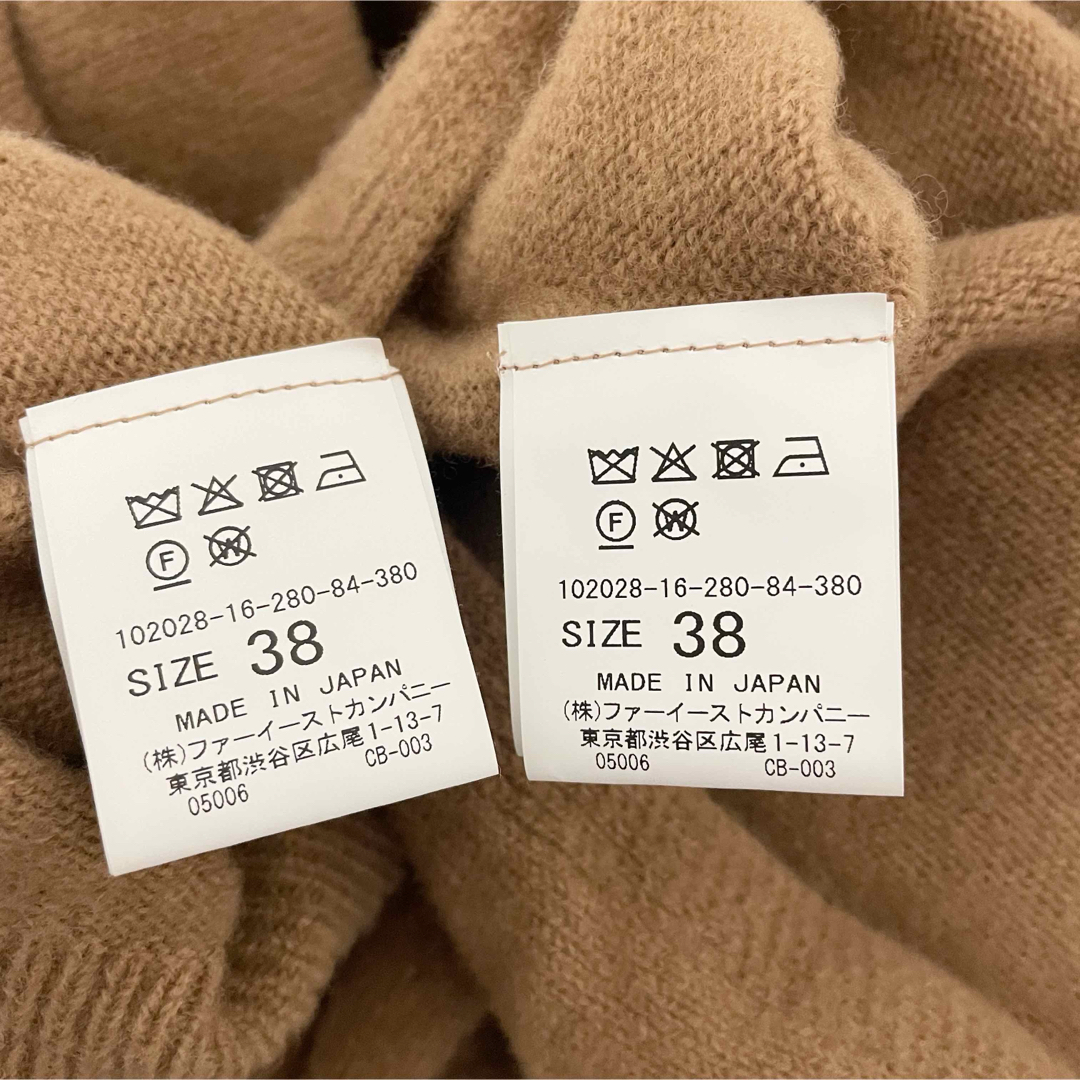 F W
102028-16-280-84-380
SIZE 38
MADE IN JAPAN
(株)ファーイーストカンパニー
東京都渋谷区広尾1-13-7
05006 CB-003
F W
102028-16-280-84-380
SIZE 38
MADE IN JAPAN
(株)ファーイーストカンパニー
東京都渋谷区広尾1-13-7
05006 CB-003